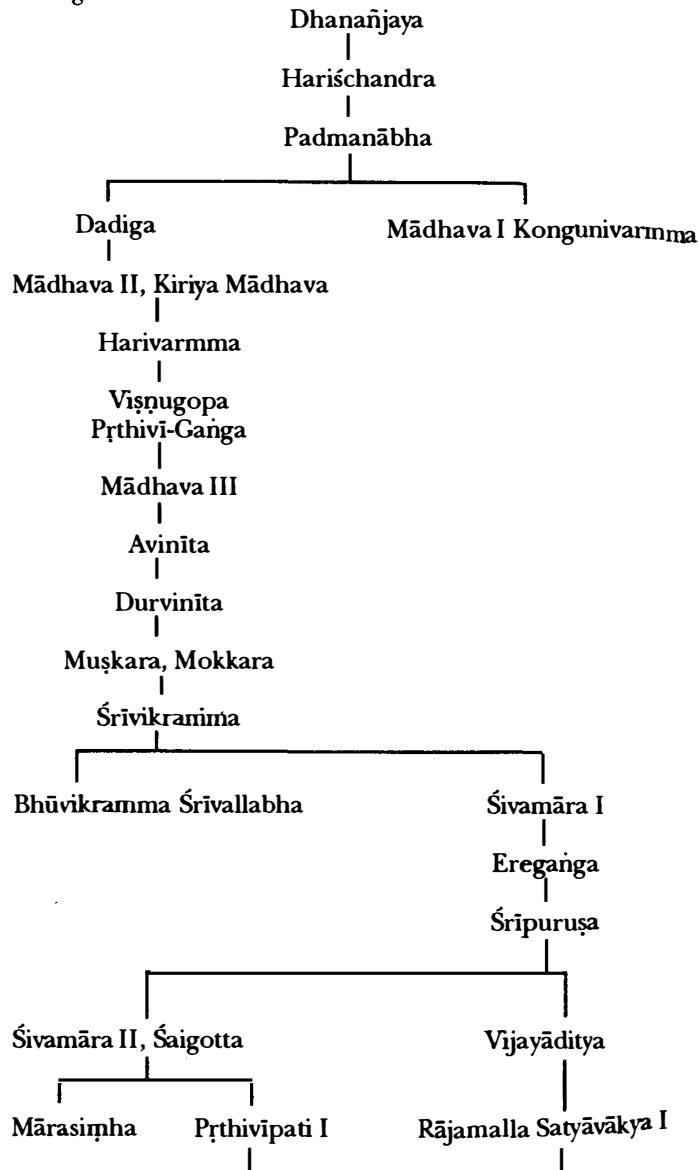 Dhanañjaya
Hariśchandra
Padmanābha
Dadiga
Mādhava I Kongunivarmma
Mādhava II, Kiriya Mādhava
Harivarmma
Viṣṇugopa
Pṛthivī-Gaṅga
Mādhava III
Avinīta
Durvinīta
Muṣkara, Mokkara
Śrīvikramma
Bhūvikramma Śrīvallabha
Śivamāra I
Eregaṅga
Śrīpuruṣa
Śivamāra II, Śaigotta
Vijayāditya
Mārasiṃha
Pṛthivīpati I
Rājamalla Satyāvākya I